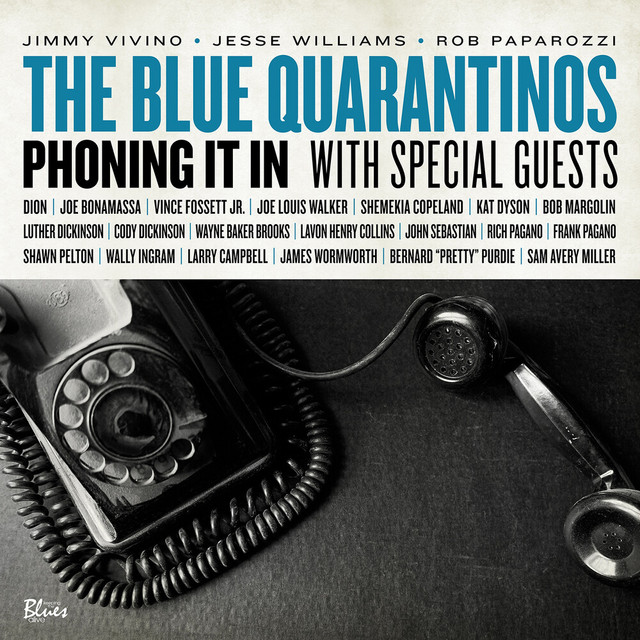 JIMMY VIVINO • JESSE WILLIAMS • ROB PAPAROZZI
THE BLUE QUARANTINOS
PHONING IT IN WITH SPECIAL GUESTS
DION | JOE BONAMASSA | VINCE FOSSETT JR. | JOE LOUIS WALKER | SHEMEKIA COPELAND | KAT DYSON | BOB MARGOLIN
LUTHER DICKINSON | CODY DICKINSON | WAYNE BAKER BROOKS | LAVON HENRY COLLINS | JOHN SEBASTIAN | RICH PAGANO | FRANK PAGANO
SHAWN PELTON | WALLY INGRAM | LARRY CAMPBELL | JAMES WORMWORTH | BERNARD "PRETTY" PURDIE | SAM AVERY MILLER
Blues
alive